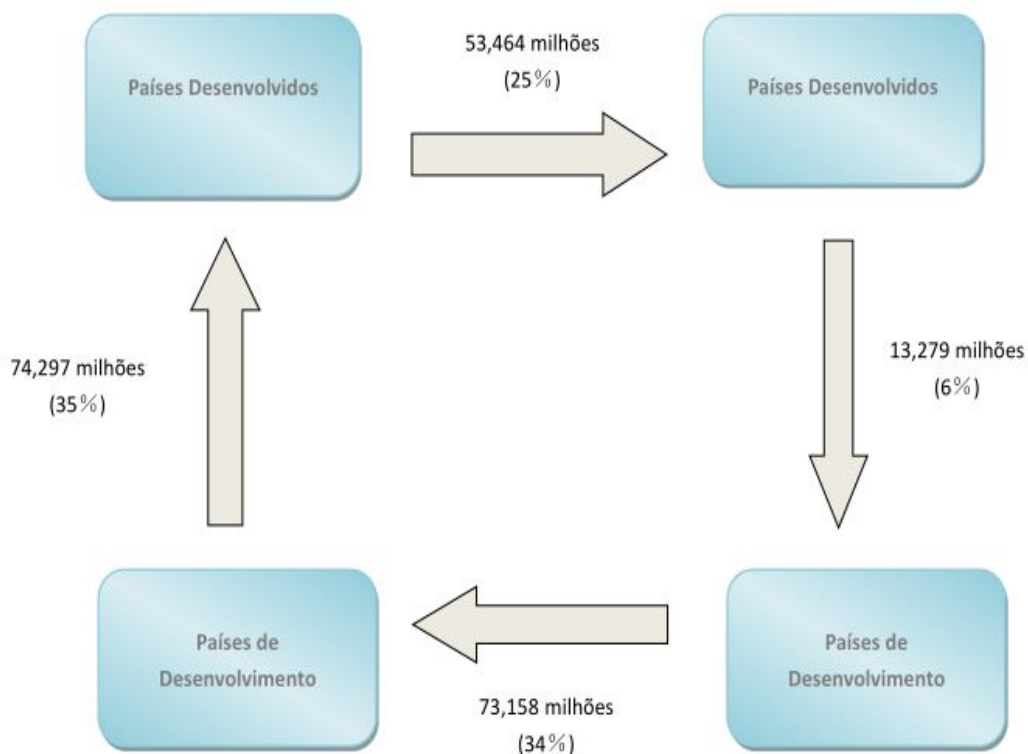 53,464 milhões
(25%)
Países Desenvolvidos
Países Desenvolvidos
74,297 milhões
(35%)
13,279 milhões
(6%)
Países de
Desenvolvimento
Países de
Desenvolvimento
73,158 milhões
(34%)